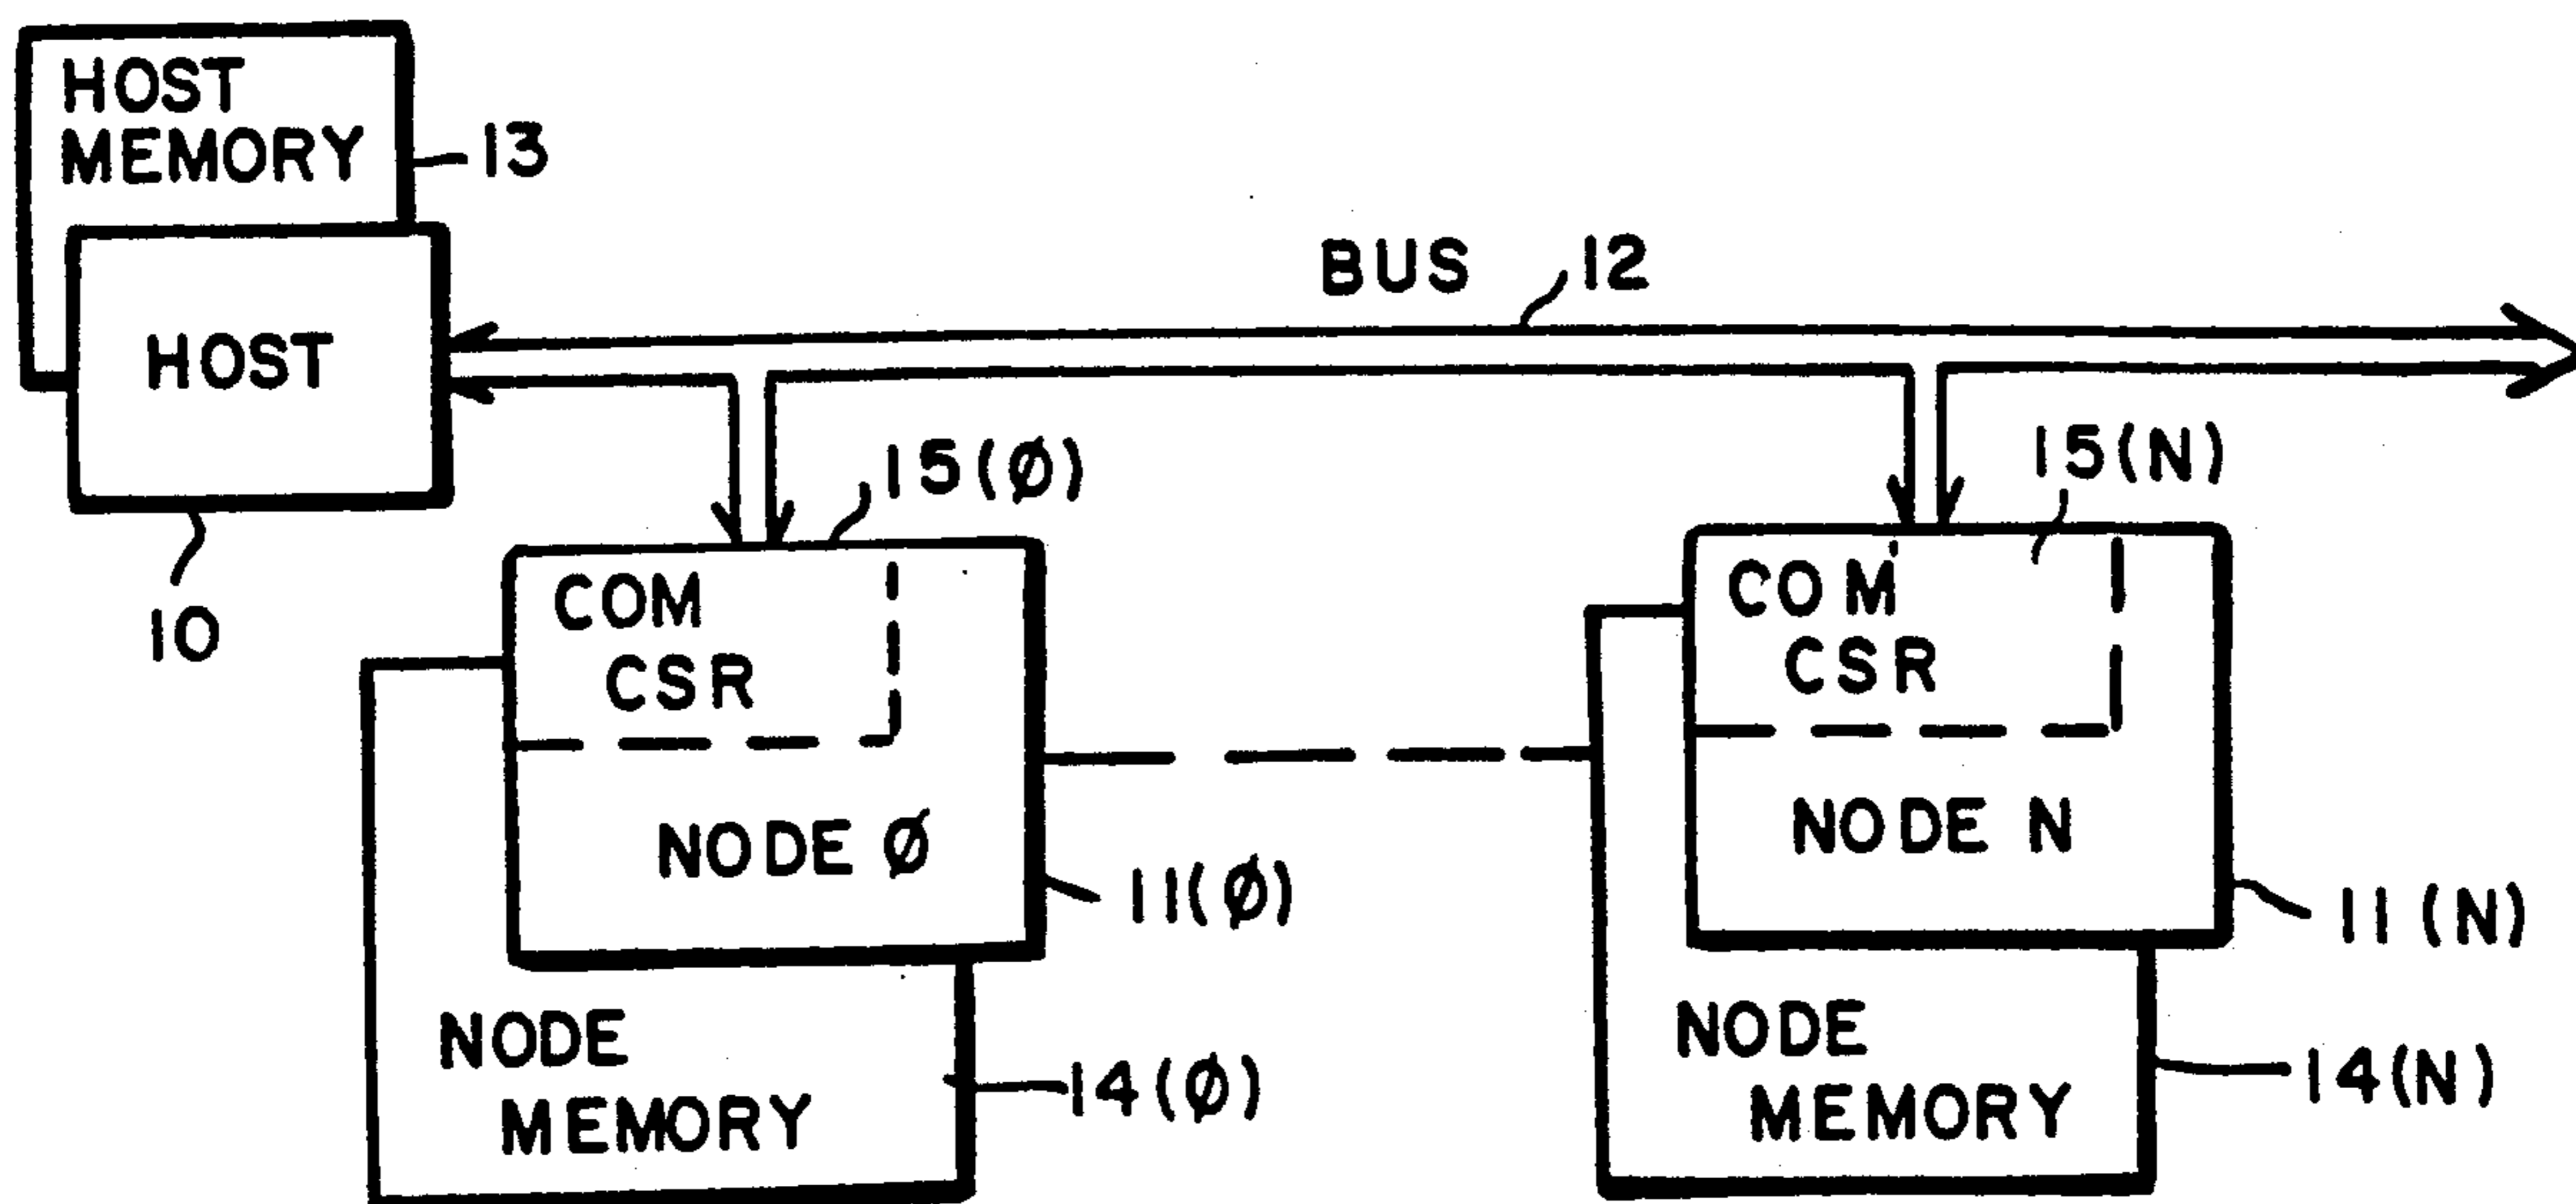 HOST
MEMORY
13
HOST
10
BUS
12
15(Ø)
COM
CSR
NODE Ø
11(Ø)
NODE
MEMORY
14(Ø)
15(N)
COM
CSR
NODE N
11(N)
NODE
MEMORY
14(N)